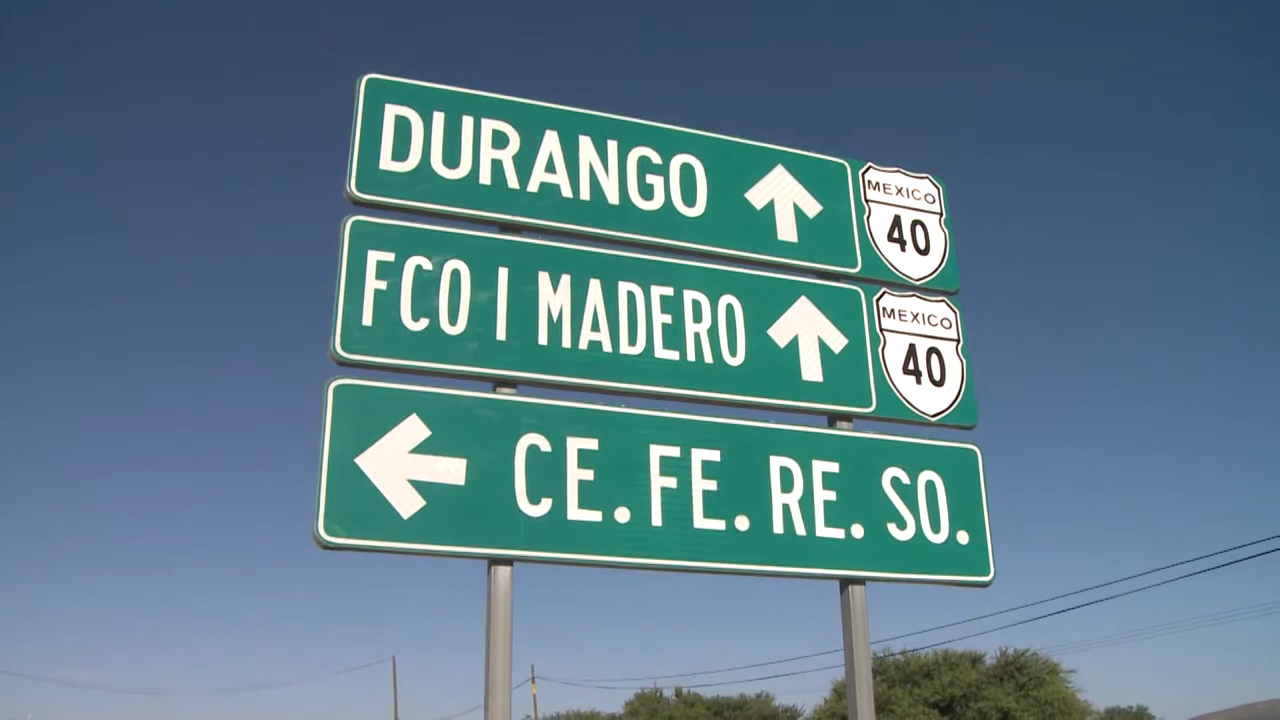 DURANGO
MEXICO
40
FCO I MADERO
MEXICO
40
CE. FE. RE. SO.